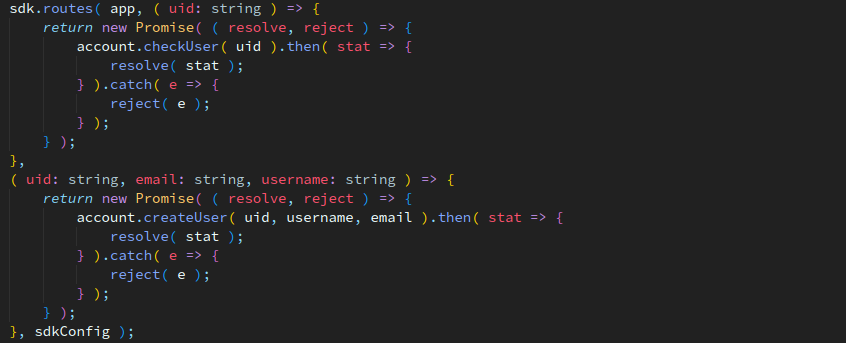 sdk.routes( app, ( uid: string ) => {
    return new Promise( ( resolve, reject ) => {
        account.checkUser( uid ).then( stat => {
            resolve( stat );
        } ).catch( e => {
            reject( e );
        } );
    } );
},
( uid: string, email: string, username: string ) => {
    return new Promise( ( resolve, reject ) => {
        account.createUser( uid, username, email ).then( stat => {
            resolve( stat );
        } ).catch( e => {
            reject( e );
        } );
    } );
}, sdkConfig );